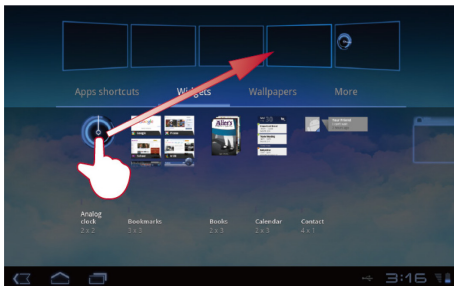 Apps shortcuts Widgets Wallpapers More
Alice's
Analog
clock Bookmarks Books Calendar Contact
2 x 2 3 x 3 2 x 3 2 x 3 4 x 1
3:16